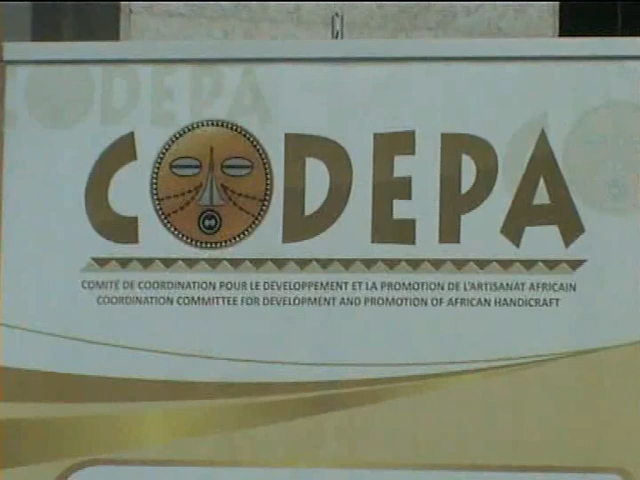 CODEPA
CODEPA
COMITÉ DE COORDINATION POUR LE DEVELOPPEMENT ET LA PROMOTION DE L'ARTISANAT AFRICAIN
COORDINATION COMMITTEE FOR DEVELOPMENT AND PROMOTION OF AFRICAN HANDICRAFT